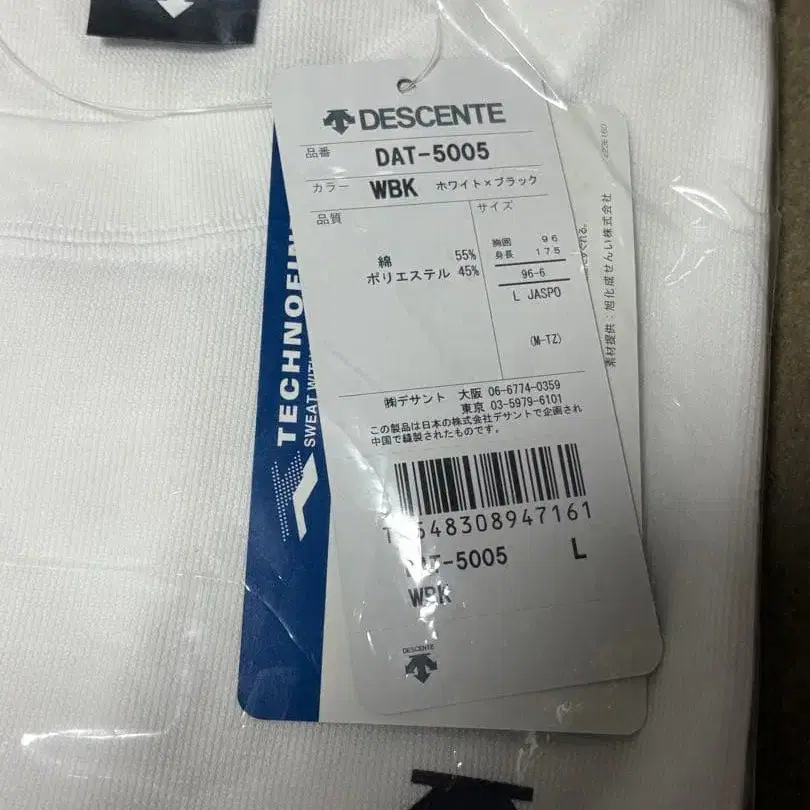 DESCENTE
品番 DAT-5005
カラー WBK ホワイト×ブラック
品質
サイズ
綿 55%
ポリエステル 45%
胸囲 96
身長 175
96-6
L JASPO
(M-TZ)
㈱デサント 大阪 06-6774-0359
東京 03-5979-6101
この製品は日本の株式会社デサントで企画され
中国で縫製されたものです。
548308947161
DAT-5005 L
WBK
DESCENTE
SWEAT
素材提供:旭化成せんい株式会社